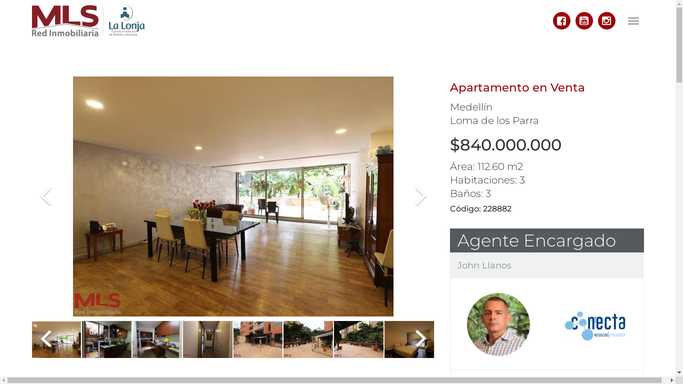 MLS
Red Inmobiliaria
La Lonja
Apartamento en Venta
Medellín
Loma de los Parra
$840.000.000
Área: 112.60 m2
Habitaciones: 3
Baños: 3
Código: 228882
Agente Encargado
John Llanos
MLS
Red Inmobiliaria
conecta